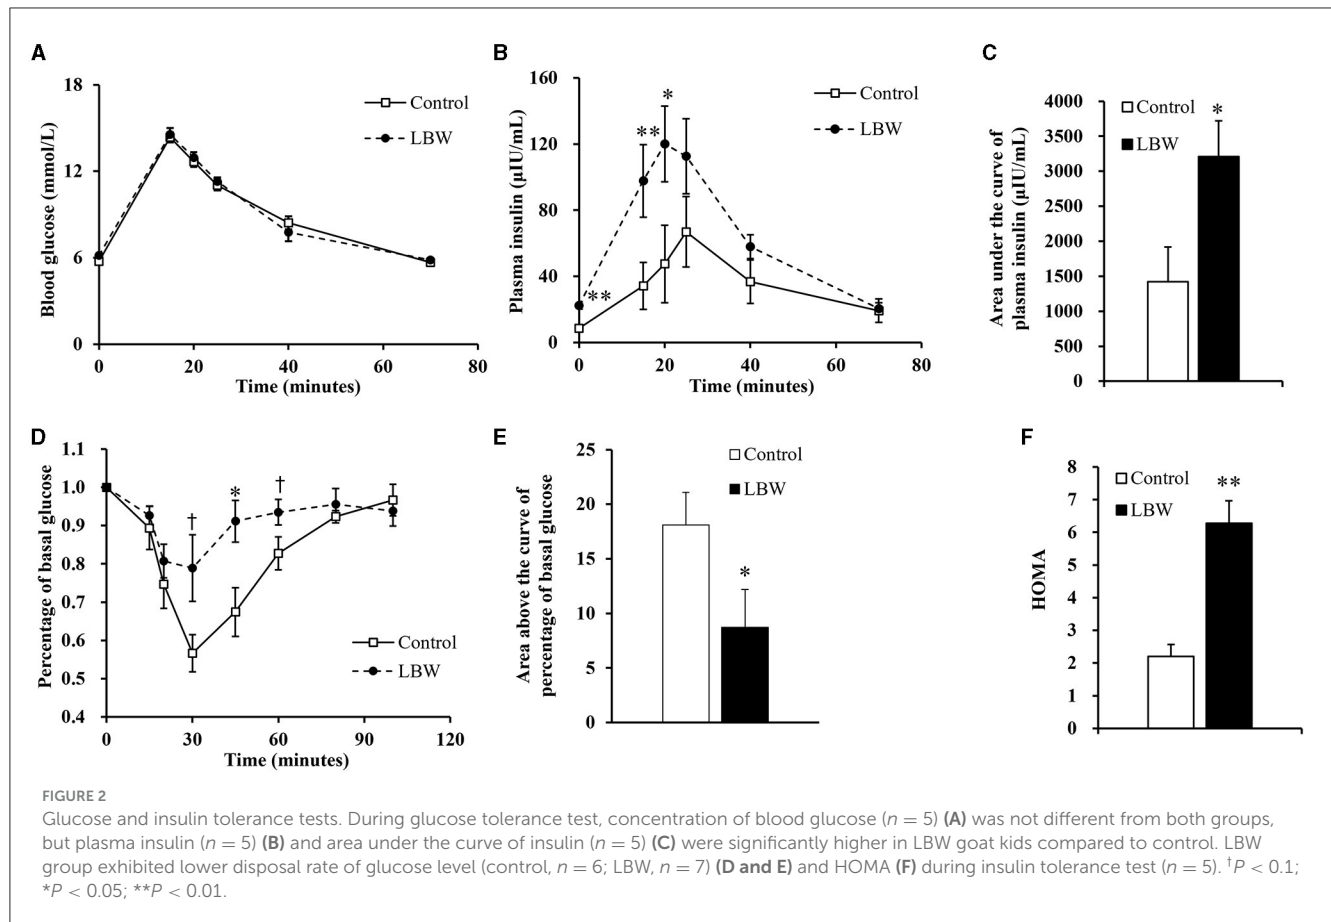 A
18
12
6
0
0
20
40
60
80
Blood glucose (mmol/L)
Time (minutes)
Control
LBW
B
160
120
80
40
0
0
20
40
60
80
Plasma insulin (µIU/mL)
Time (minutes)
Control
LBW
**
**
*
C
4000
3500
3000
2500
2000
1500
1000
500
0
Area under the curve of
plasma insulin (µIU/mL)
Control
LBW
*
D
1.1
1.0
0.9
0.8
0.7
0.6
0.5
0.4
0
30
60
90
120
Percentage of basal glucose
Time (minutes)
†
*
†
Control
LBW
E
25
20
15
10
5
0
Area above the curve of
percentage of basal glucose
Control
LBW
*
F
8
7
6
5
4
3
2
1
0
HOMA
Control
LBW
**
FIGURE 2
Glucose and insulin tolerance tests. During glucose tolerance test, concentration of blood glucose (n = 5) (A) was not different from both groups,
but plasma insulin (n = 5) (B) and area under the curve of insulin (n = 5) (C) were significantly higher in LBW goat kids compared to control. LBW
group exhibited lower disposal rate of glucose level (control, n = 6; LBW, n = 7) (D and E) and HOMA (F) during insulin tolerance test (n = 5). †P < 0.1;
*P < 0.05; **P < 0.01.